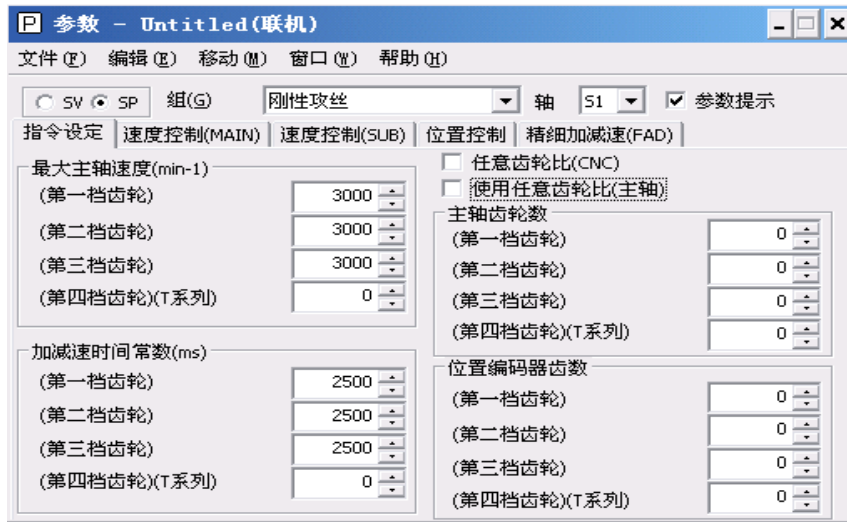 P 参数 - Untitled(联机)
文件(F) 编辑(E) 移动(M) 窗口(W) 帮助(H)
SV SP 组(G) 刚性攻丝 轴 S1 参数提示
指令设定 速度控制(MAIN) 速度控制(SUB) 位置控制 精细加减速(FAD)
最大主轴速度(min-1)
(第一档齿轮) 3000
(第二档齿轮) 3000
(第三档齿轮) 3000
(第四档齿轮)(T系列) 0
加减速时间常数(ms)
(第一档齿轮) 2500
(第二档齿轮) 2500
(第三档齿轮) 2500
(第四档齿轮)(T系列) 0
任意齿轮比(CNC)
使用任意齿轮比(主轴)
主轴齿轮数
(第一档齿轮) 0
(第二档齿轮) 0
(第三档齿轮) 0
(第四档齿轮)(T系列) 0
位置编码器齿数
(第一档齿轮) 0
(第二档齿轮) 0
(第三档齿轮) 0
(第四档齿轮)(T系列) 0